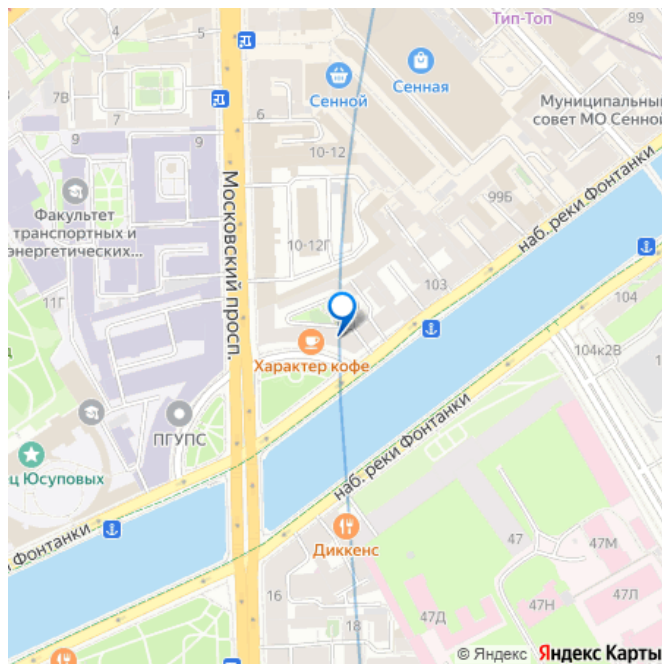 Тип-Топ
89
4
5
Сенной
Сенная
7В
6
7
9
9
Муниципальный
совет МО Сенной
10-12
99Б
наб. реки Фонтанки
Факультет
транспортных и
энергетических...
Московский просп.
10-12Г
103
104
11Г
104к2В
Характер кофе
ПГУПС
наб. реки Фонтанки
ец Юсуповых
Фонтанки
Диккенс
47
47М
16
47Д
47Н
47Л
18
© Яндекс Яндекс Карты